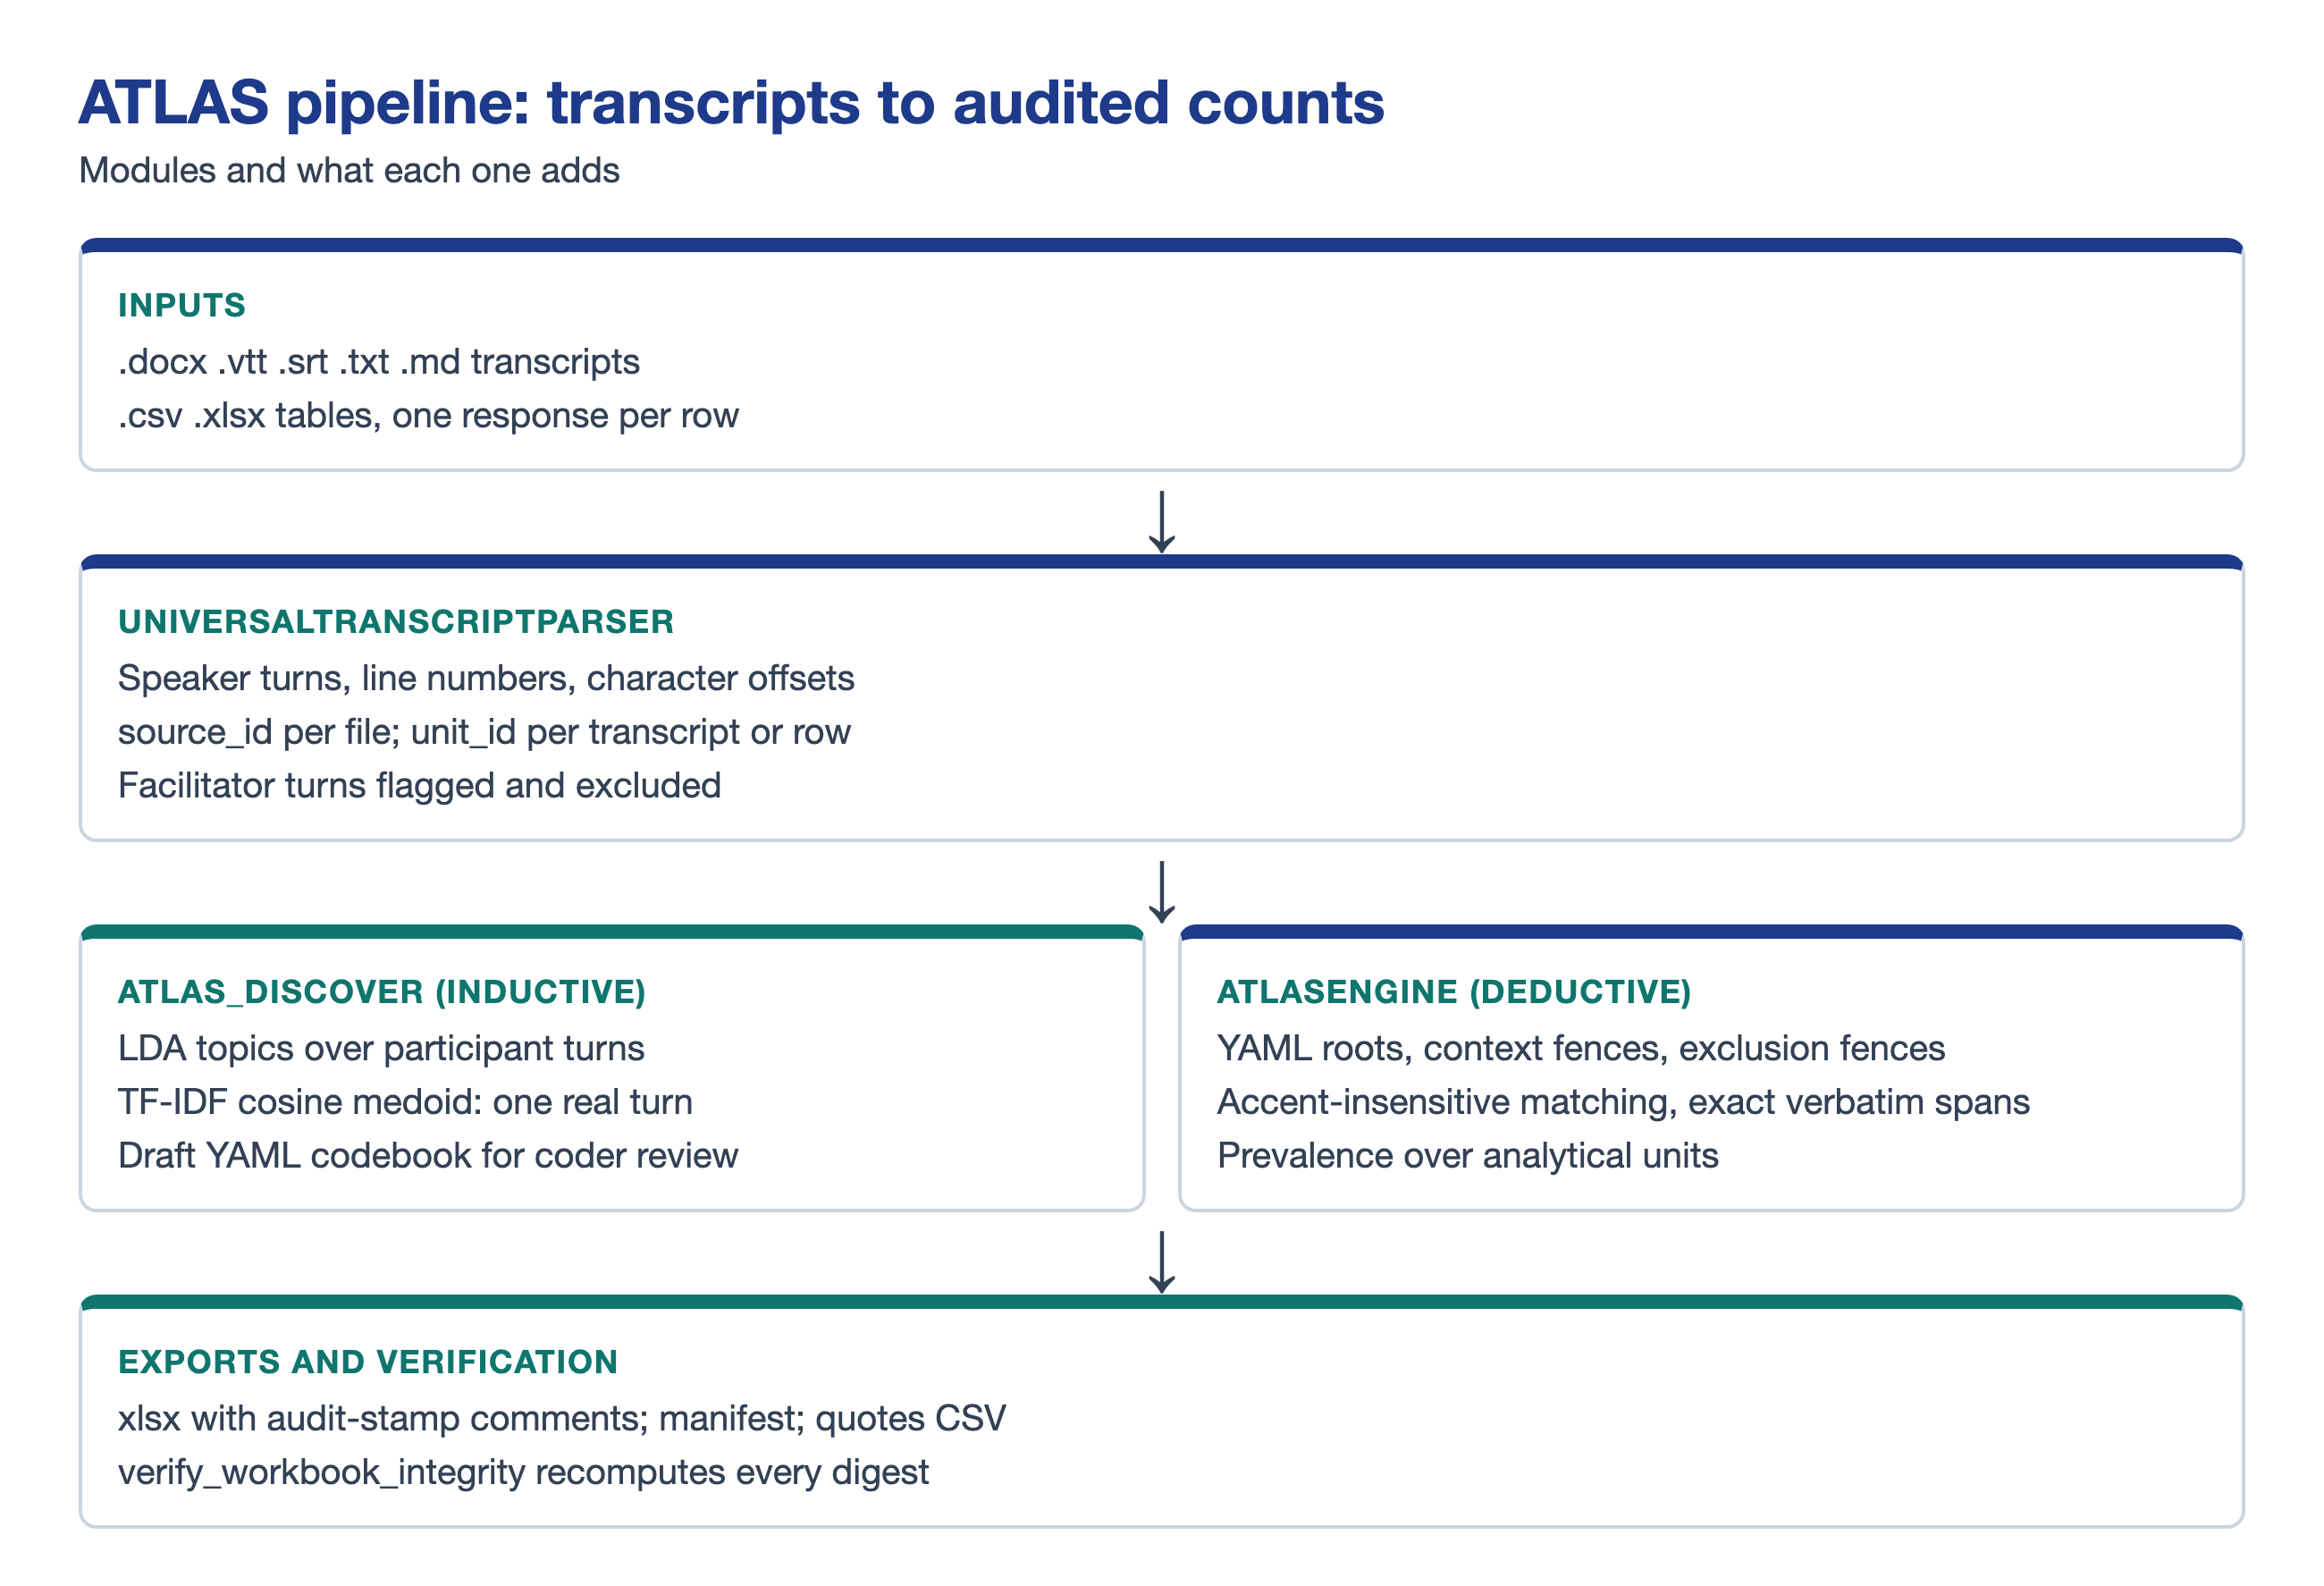 ATLAS pipeline: transcripts to audited counts
Modules and what each one adds
INPUTS
.docx .vtt .srt .txt .md transcripts
.csv .xlsx tables, one response per row
UNIVERSALTRANSCRIPTPARSER
Speaker turns, line numbers, character offsets
source_id per file; unit_id per transcript or row
Facilitator turns flagged and excluded
ATLAS_DISCOVER (INDUCTIVE)
LDA topics over participant turns
TF-IDF cosine medoid: one real turn
Draft YAML codebook for coder review
ATLASENGINE (DEDUCTIVE)
YAML roots, context fences, exclusion fences
Accent-insensitive matching, exact verbatim spans
Prevalence over analytical units
EXPORTS AND VERIFICATION
xlsx with audit-stamp comments; manifest; quotes CSV
verify_workbook_integrity recomputes every digest